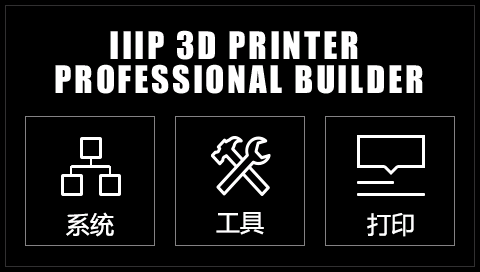 IIIP 3D PRINTER
PROFESSIONAL BUILDER
系统
工具
打印